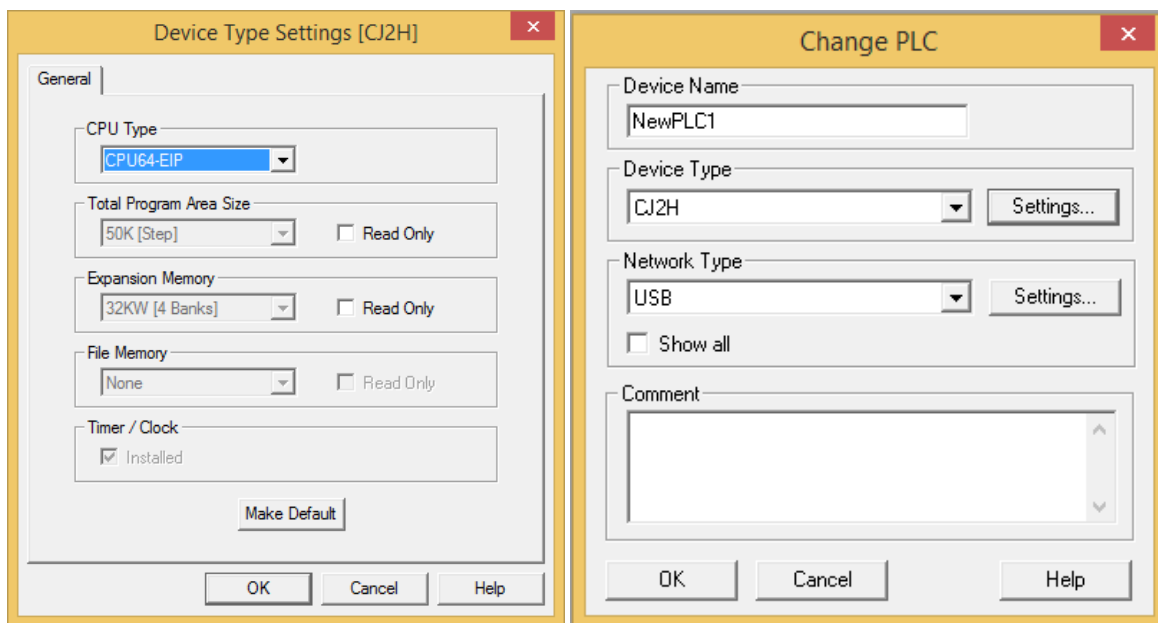 Device Type Settings [CJ2H]
General
CPU Type
CPU64-EIP
Total Program Area Size
50K [Step]
Read Only
Expansion Memory
32KW [4 Banks]
Read Only
File Memory
None
Read Only
Timer / Clock
Installed
Make Default
OK Cancel Help
Change PLC
Device Name
NewPLC1
Device Type
CJ2H
Settings...
Network Type
USB
Settings...
Show all
Comment
OK Cancel Help